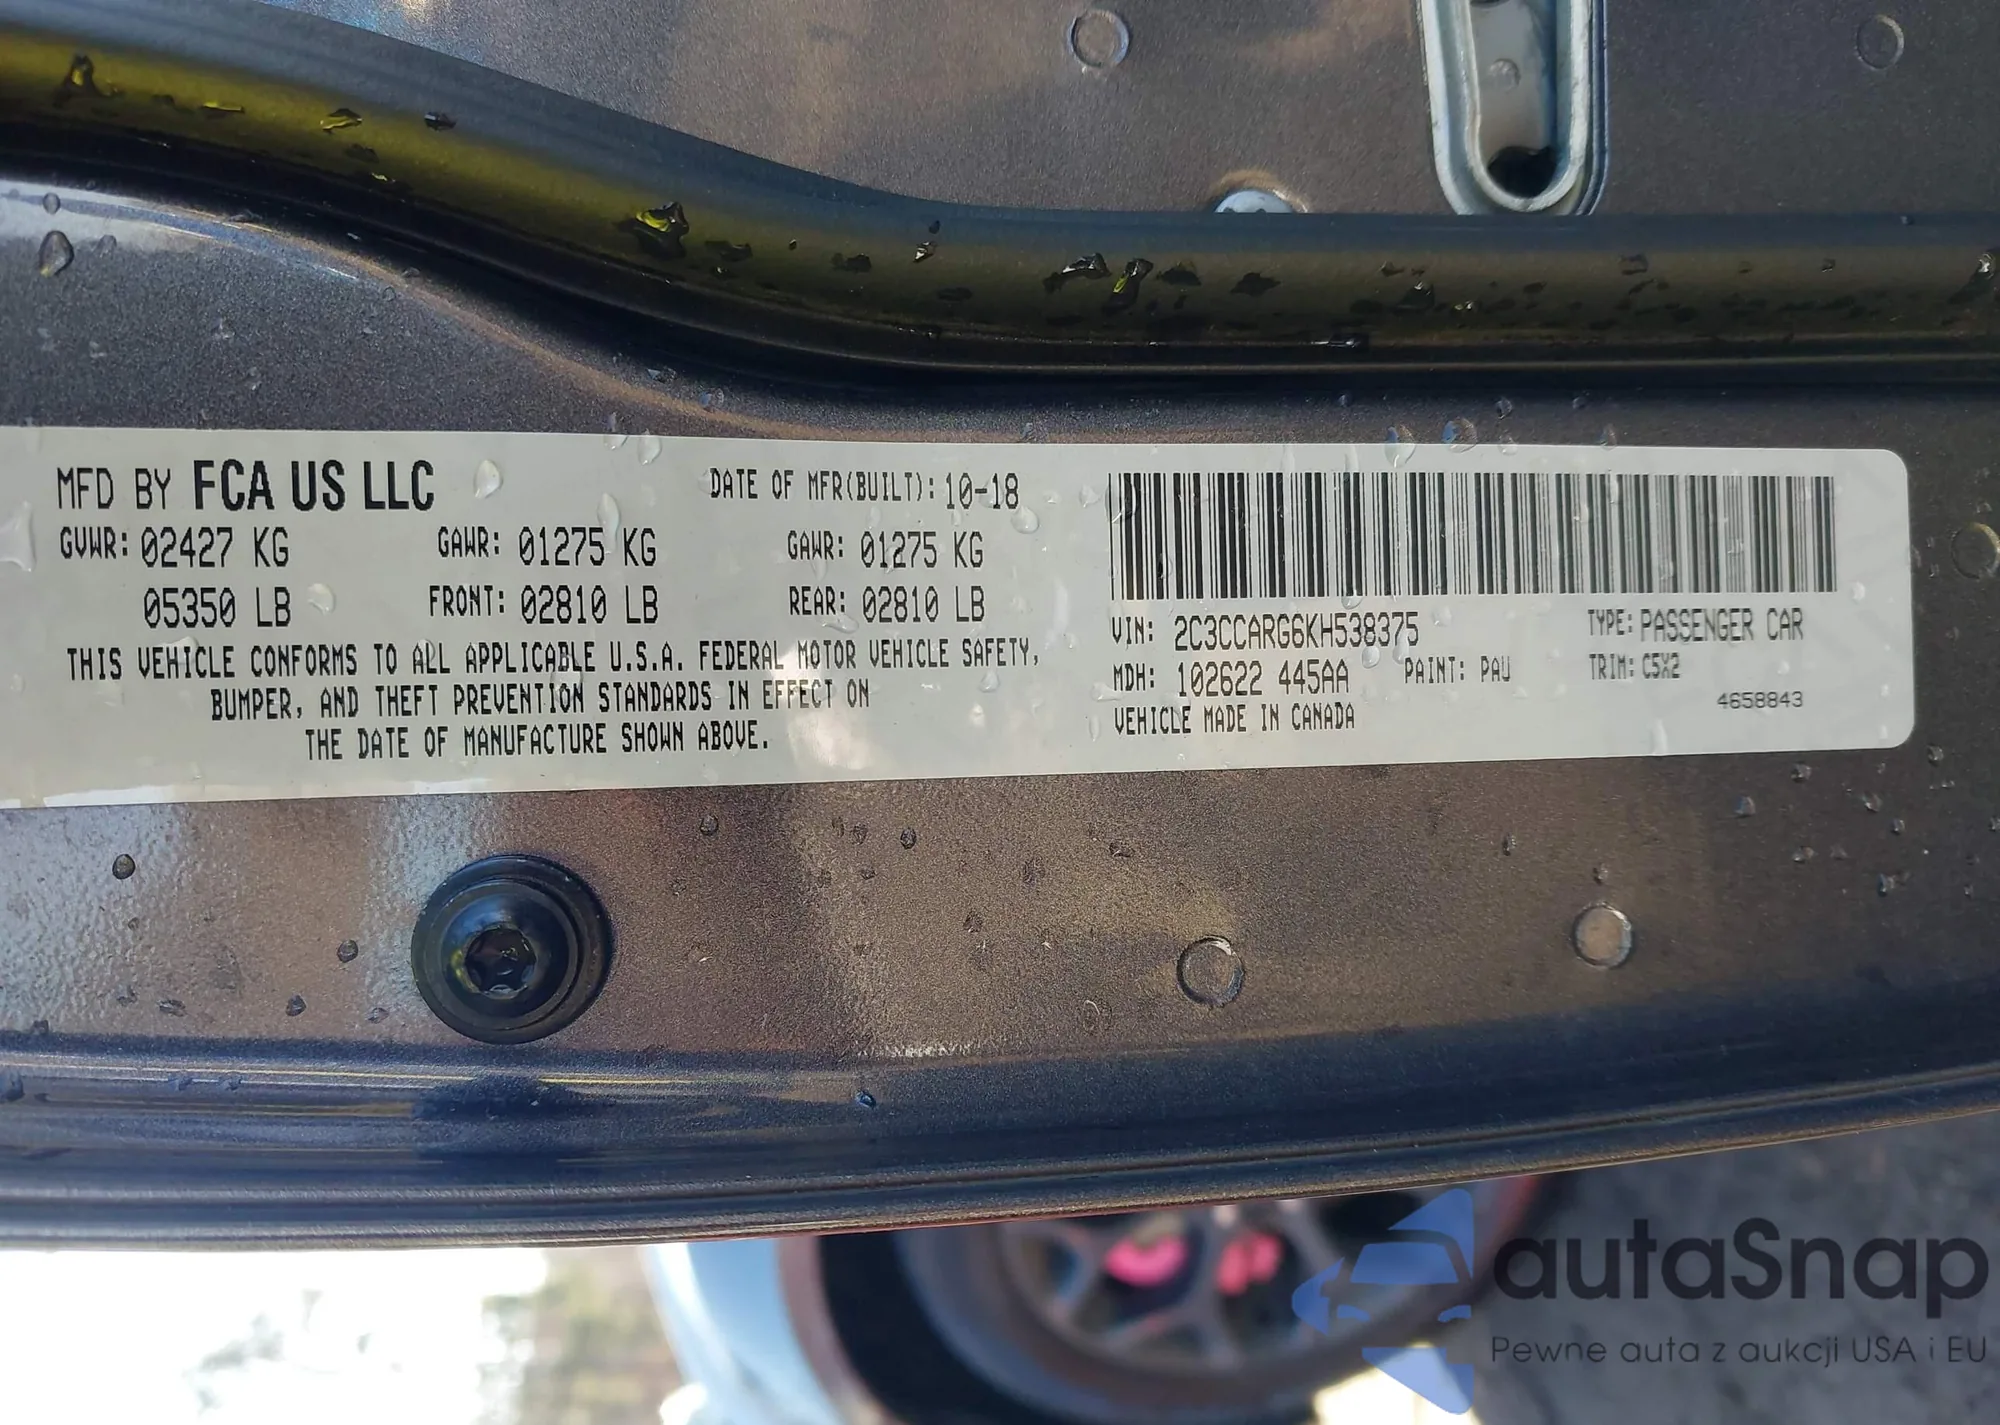 MFD BY FCA US LLC DATE OF MFR(BUILT): 10-18
GVWR: 02427 KG GAWR: 01275 KG GAWR: 01275 KG
05350 LB FRONT: 02810 LB REAR: 02810 LB
THIS VEHICLE CONFORMS TO ALL APPLICABLE U.S.A. FEDERAL MOTOR VEHICLE SAFETY,
BUMPER, AND THEFT PREVENTION STANDARDS IN EFFECT ON
THE DATE OF MANUFACTURE SHOWN ABOVE.
VIN: 2C3CCARG6KH538375 TYPE: PASSENGER CAR
MDH: 102622 445AA PAINT: PAU TRIM: C5X2
VEHICLE MADE IN CANADA 4658843
autaSnap
Pewne auta z aukcji USA i EU